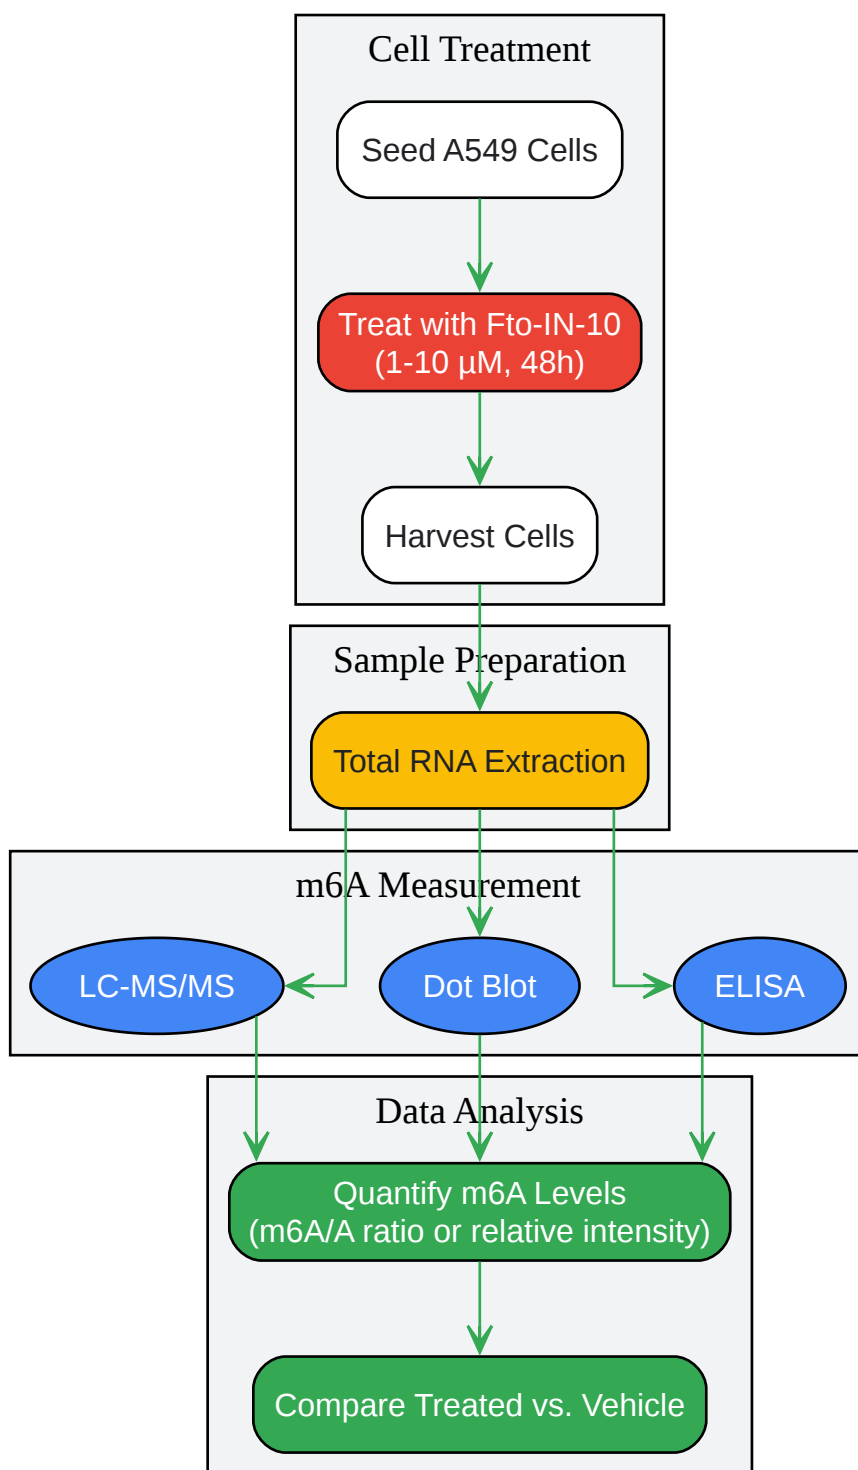 Cell Treatment
Seed A549 Cells
Treat with Fto-IN-10
(1-10 µM, 48h)
Harvest Cells
Sample Preparation
Total RNA Extraction
m6A Measurement
LC-MS/MS
Dot Blot
ELISA
Data Analysis
Quantify m6A Levels
(m6A/A ratio or relative intensity)
Compare Treated vs. Vehicle